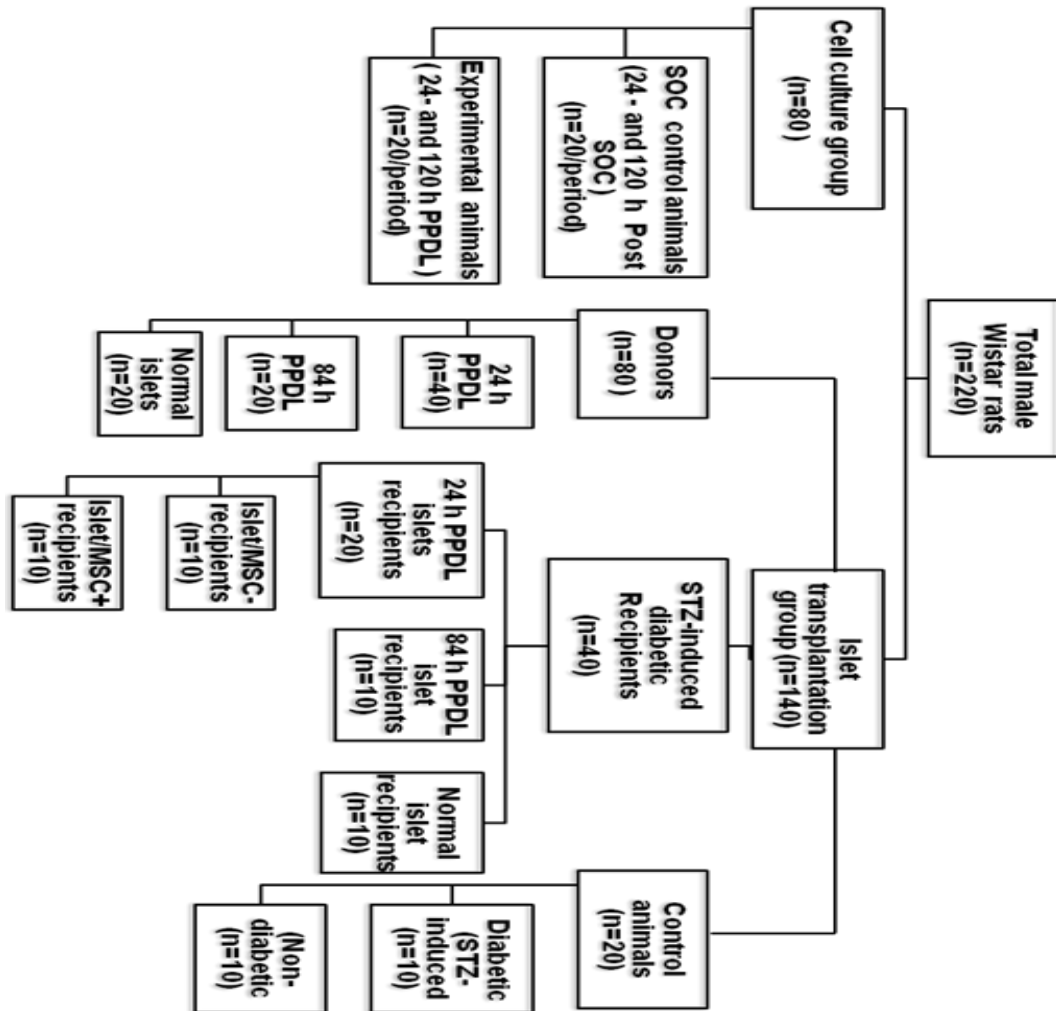 Total male
Wistar rats
(n=220)
Cell culture group
(n=80)
SOC control animals
(24- and 120 h Post
SOC)
(n=20/period)
Experimental animals
( 24- and 120 h PPDL)
(n=20/period)
Islet
transplantation
group (n=140)
Donors
(n=80)
24 h
PPDL
(n=40)
84 h
PPDL
(n=20)
Normal
islets
(n=20)
STZ-induced
diabetic
Recipients
(n=40)
24 h PPDL
islets
recipients
(n=20)
Islet/MSC-
recipients
(n=10)
Islet/MSC+
recipients
(n=10)
84 h PPDL
islet
recipients
(n=10)
Normal
islet
recipients
(n=10)
Control
animals
(n=20)
Diabetic
(STZ-
induced
(n=10)
(Non-
diabetic
(n=10)